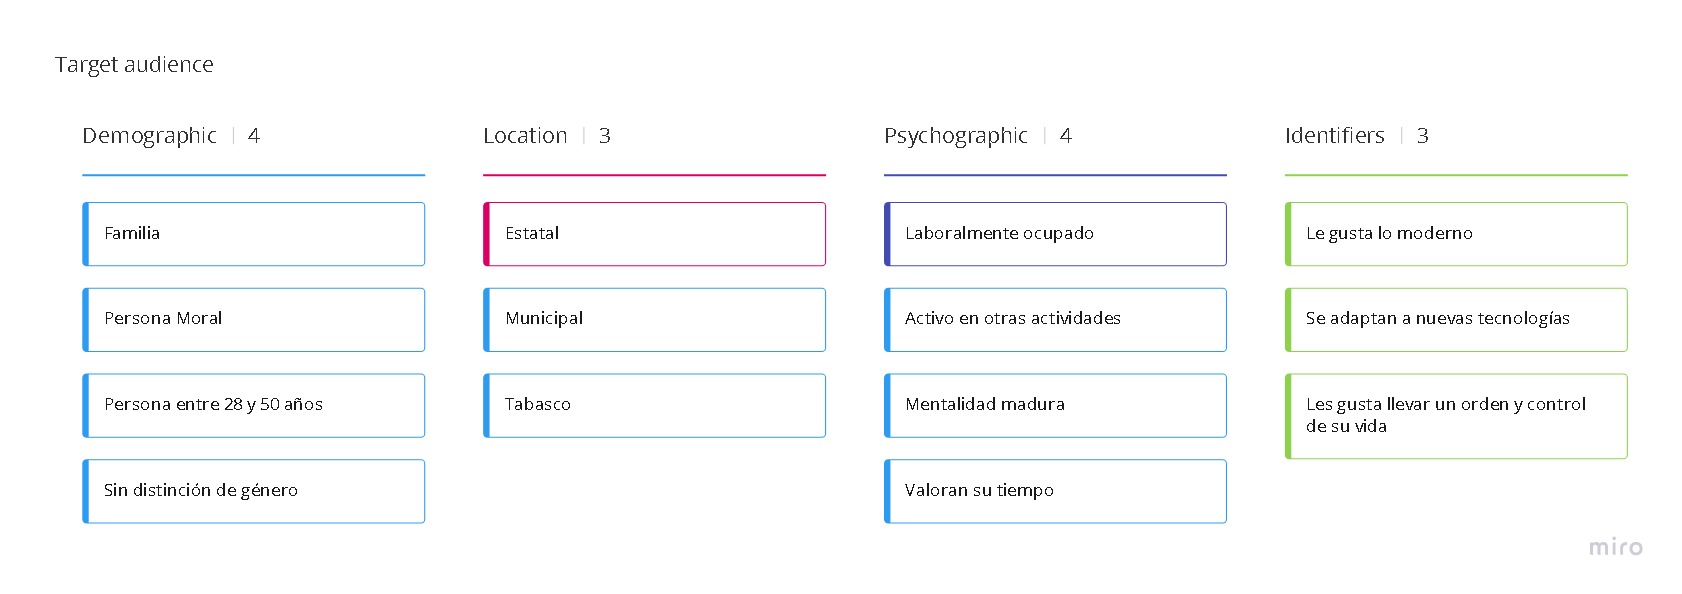 Target audience
Demographic | 4
Familia
Persona Moral
Persona entre 28 y 50 años
Sin distinción de género
Location | 3
Estatal
Municipal
Tabasco
Psychographic | 4
Laboralmente ocupado
Activo en otras actividades
Mentalidad madura
Valoran su tiempo
Identifiers | 3
Le gusta lo moderno
Se adaptan a nuevas tecnologías
Les gusta llevar un orden y control
de su vida
miro